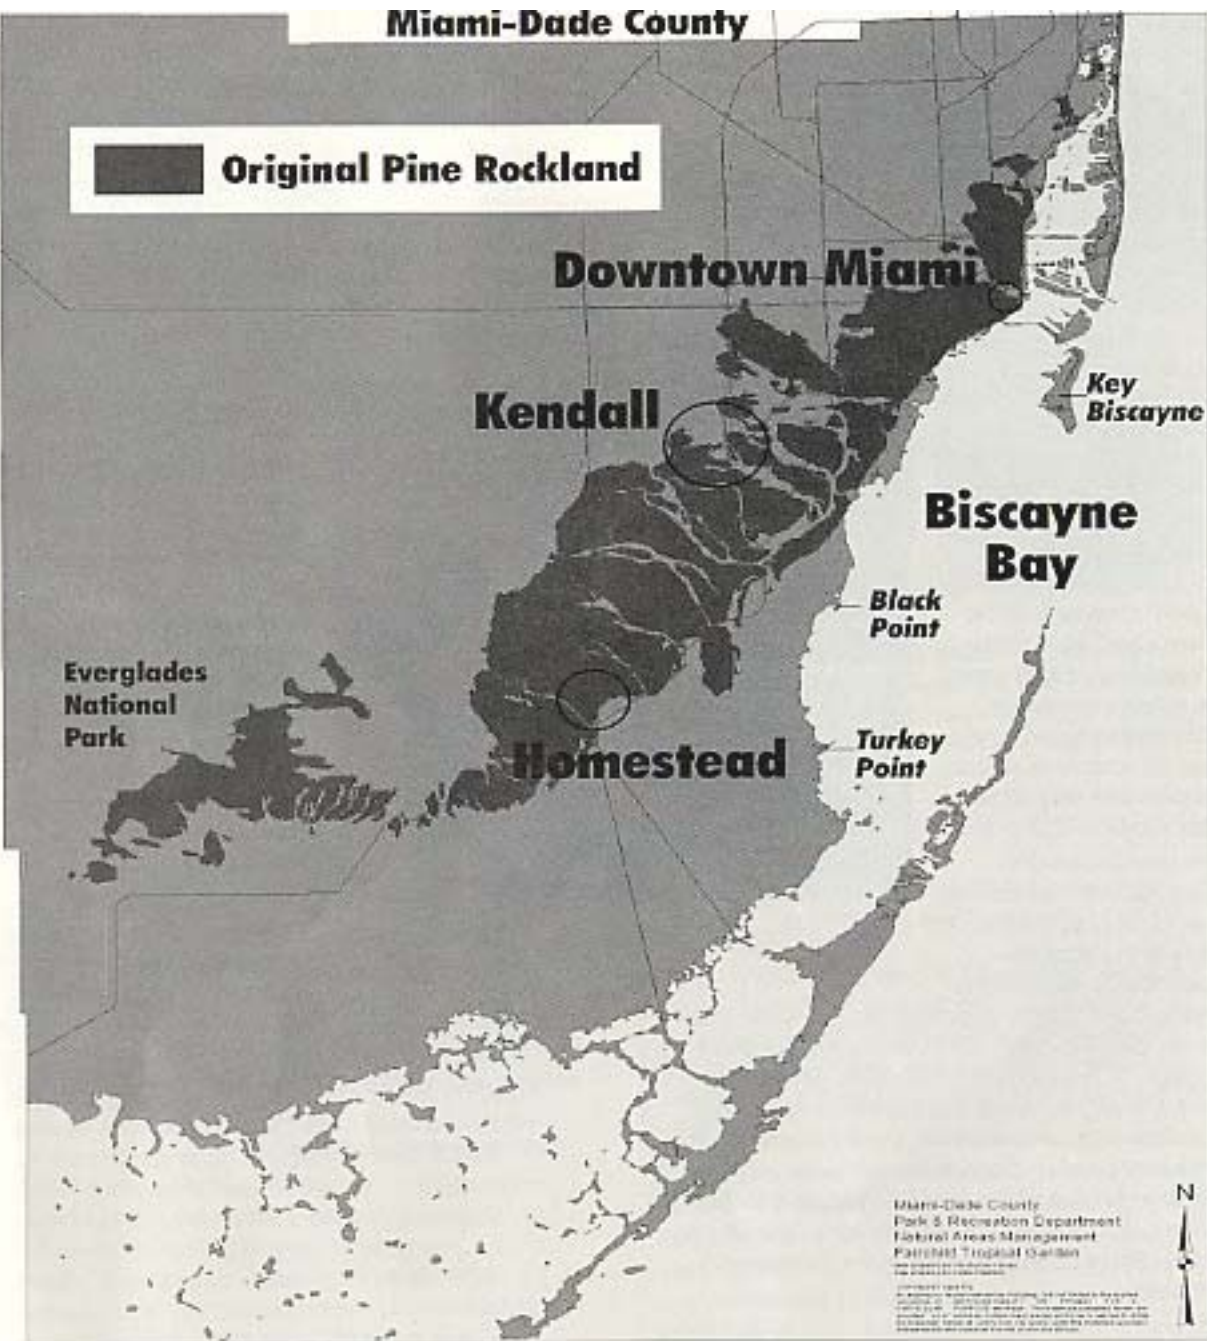 Miami-Dade County
Original Pine Rockland
Downtown Miami
Key
Biscayne
Kendall
Biscayne
Bay
Black
Point
Everglades
National
Park
Turkey
Point
Homestead
N
Miami-Dade County
Park & Recreation Department
Natural Areas Management
Fairchild Tropical Garden